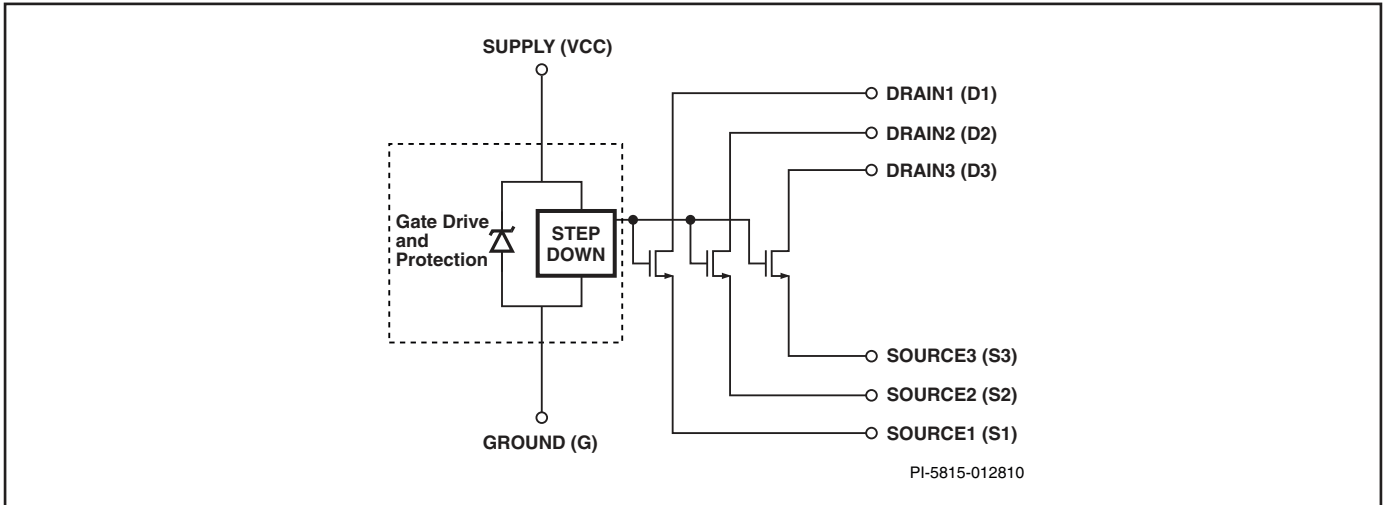 SUPPLY (VCC)
DRAIN1 (D1)
DRAIN2 (D2)
DRAIN3 (D3)
Gate Drive
and
Protection
STEP
DOWN
SOURCE3 (S3)
SOURCE2 (S2)
SOURCE1 (S1)
GROUND (G)
PI-5815-012810